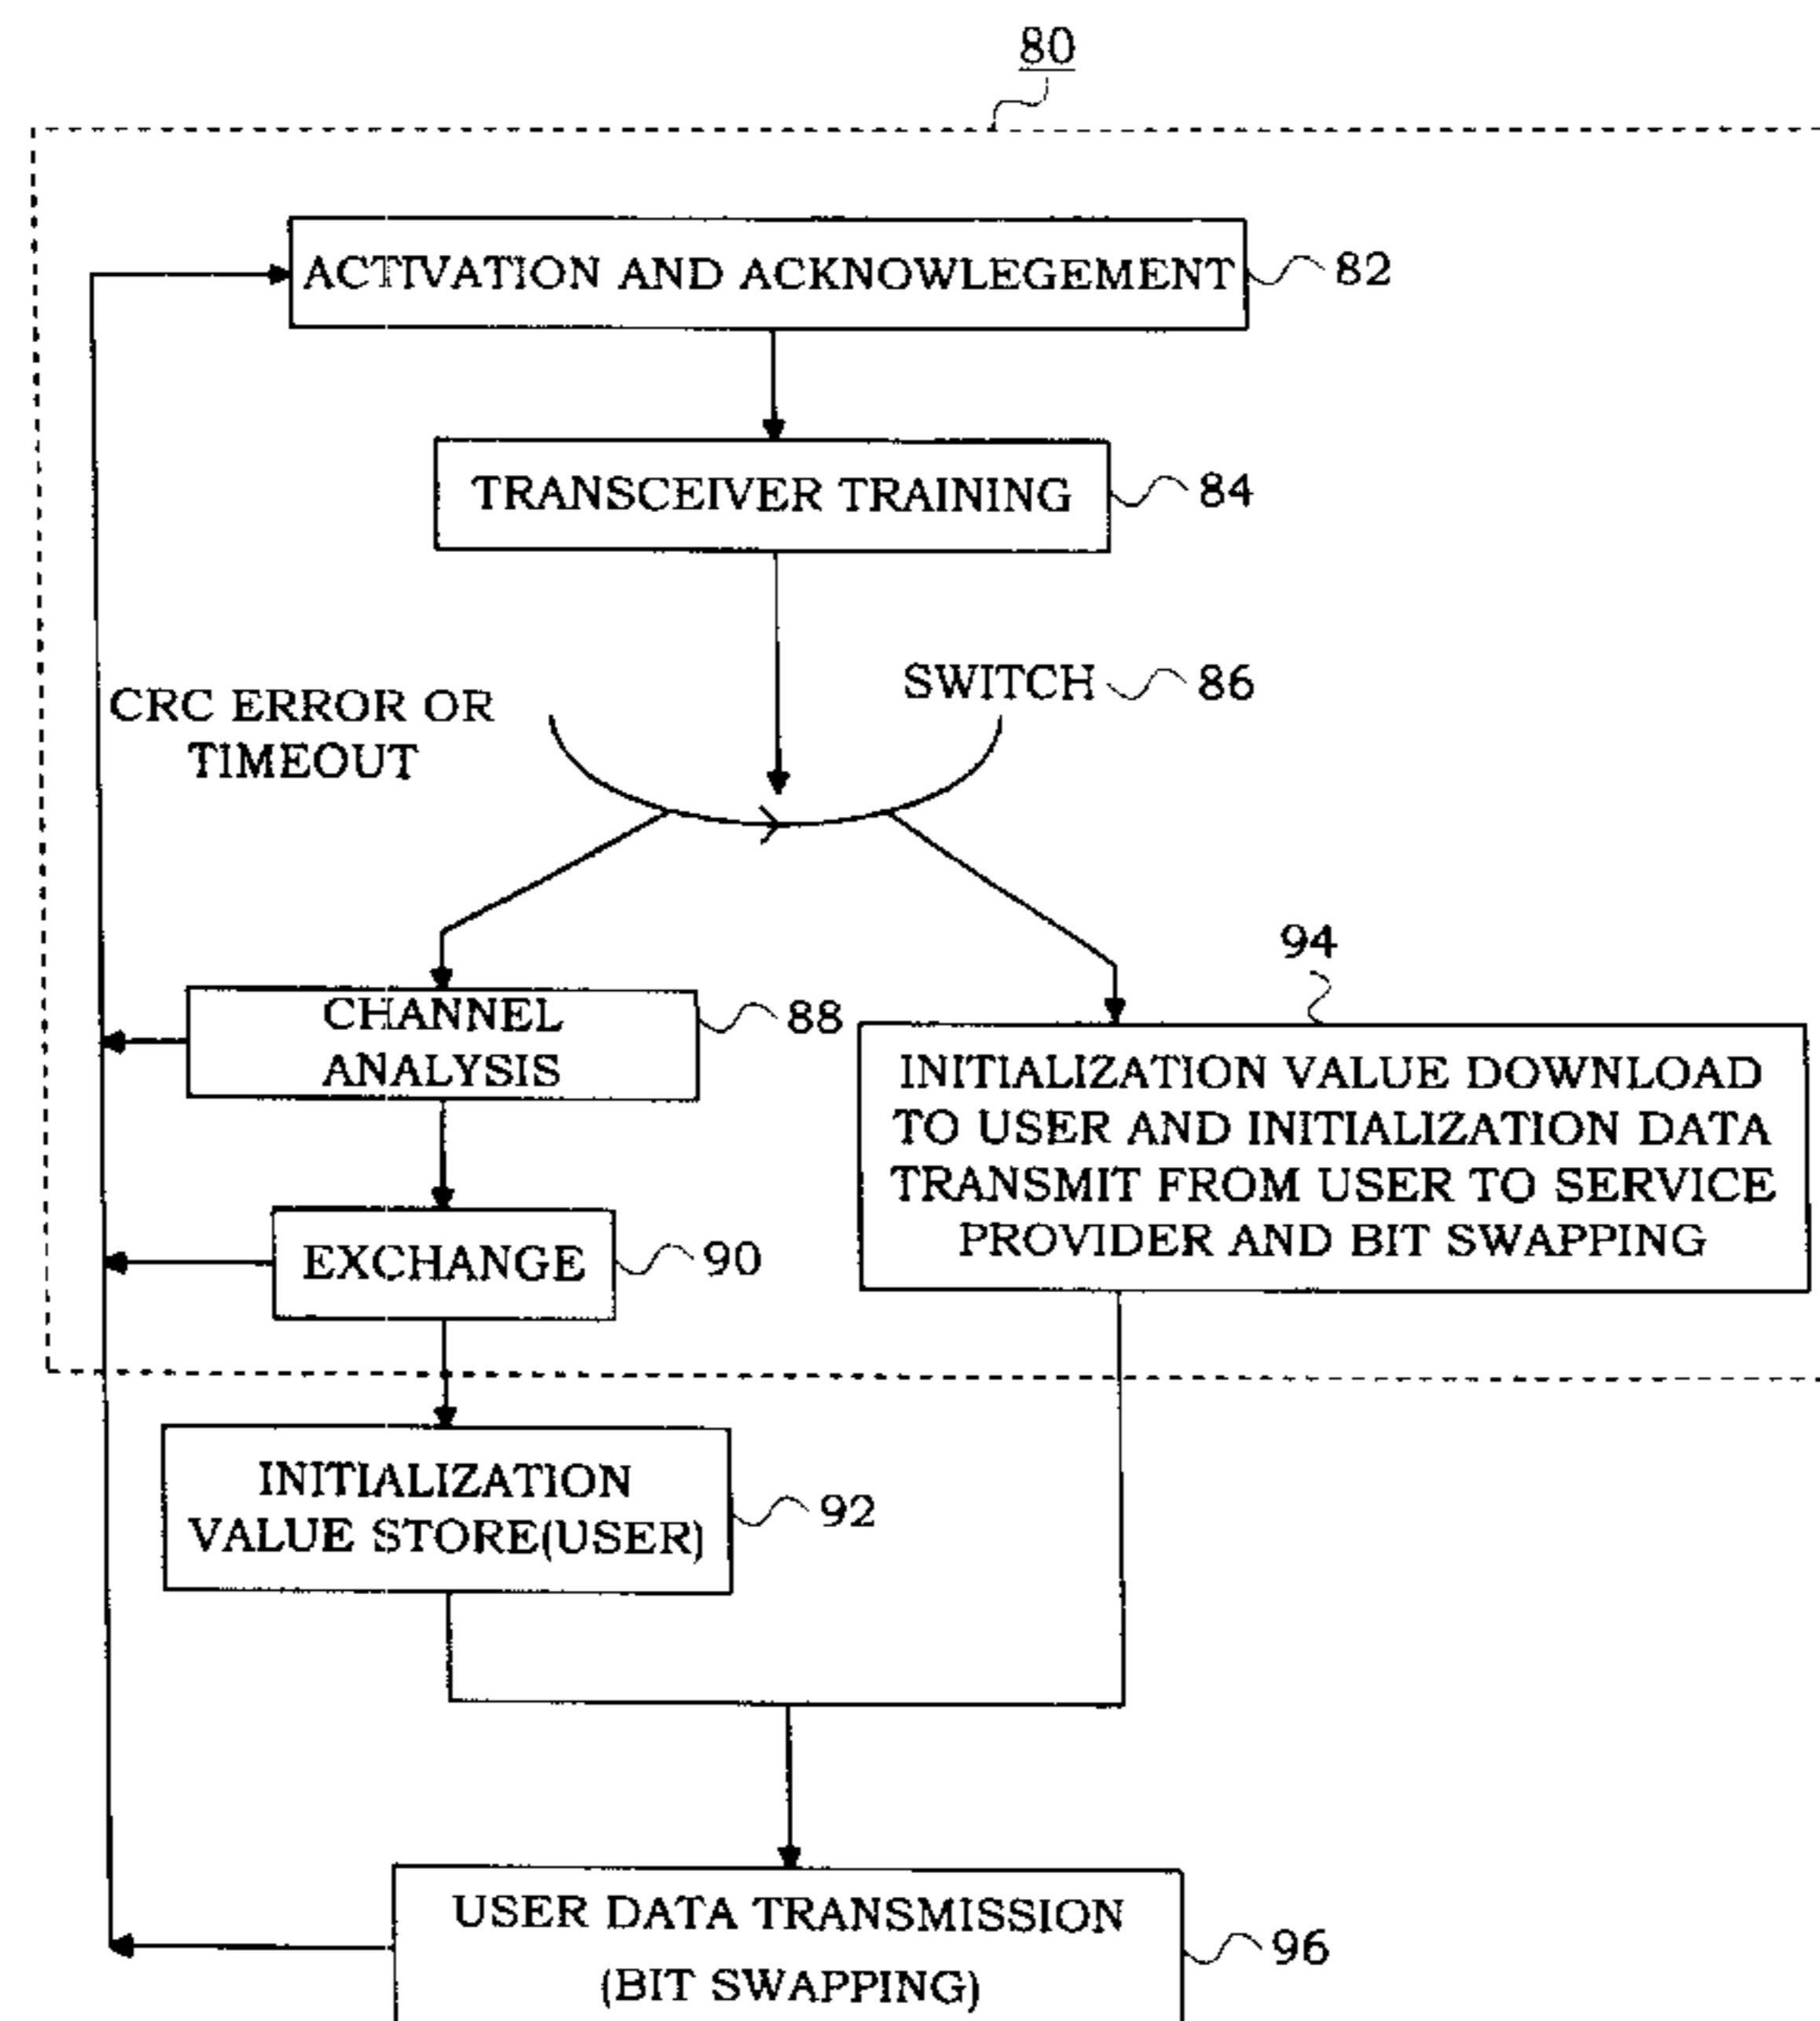 80
ACTIVATION AND ACKNOWLEGEMENT
82
TRANSCEIVER TRAINING
84
SWITCH
86
CRC ERROR OR
TIMEOUT
94
CHANNEL
ANALYSIS
88
INITIALIZATION VALUE DOWNLOAD
TO USER AND INITIALIZATION DATA
TRANSMIT FROM USER TO SERVICE
PROVIDER AND BIT SWAPPING
EXCHANGE
90
INITIALIZATION
VALUE STORE(USER)
92
USER DATA TRANSMISSION
(BIT SWAPPING)
96